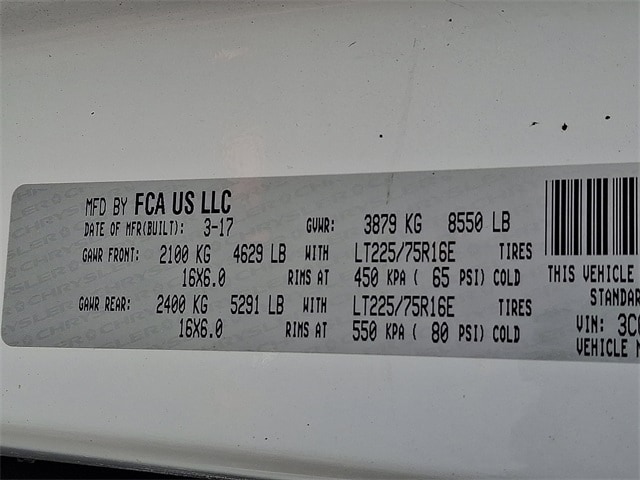 MFD BY FCA US LLC
DATE OF MFR(BUILT): 3-17 GVWR: 3879 KG 8550 LB
GAWR FRONT: 2100 KG 4629 LB WITH LT225/75R16E TIRES
16X6.0 RIMS AT 450 KPA ( 65 PSI) COLD
GAWR REAR: 2400 KG 5291 LB WITH LT225/75R16E TIRES
16X6.0 RIMS AT 550 KPA ( 80 PSI) COLD
THIS VEHICLE
STANDAR
VIN: 3C
VEHICLE